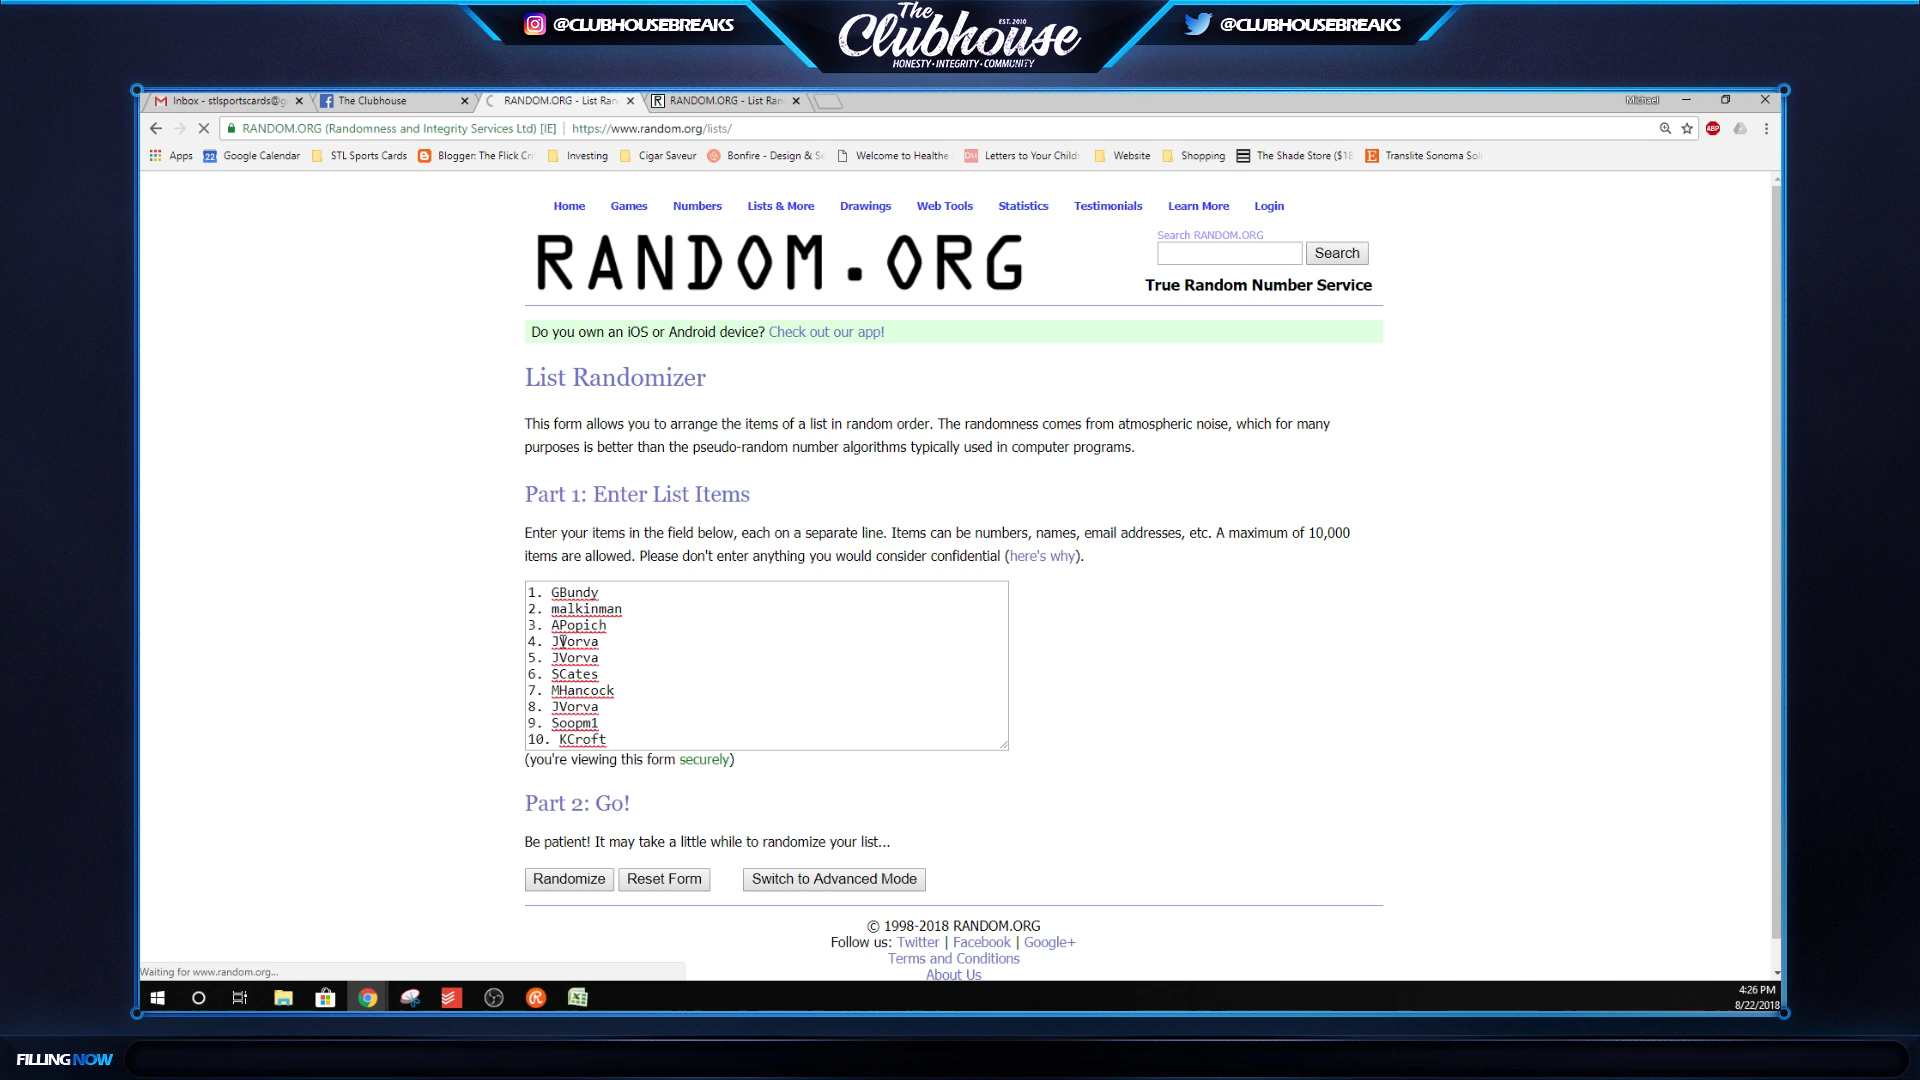 @CLUBHOUSEBREAKS
The
EST. 2010
Clubhouse
HONESTY • INTEGRITY • COMMUNITY
@CLUBHOUSEBREAKS
Inbox - stlsportscards@g
The Clubhouse
RANDOM.ORG - List Ran
RANDOM.ORG - List Ran
Michael
RANDOM.ORG (Randomness and Integrity Services Ltd) [IE] | https://www.random.org/lists/
ABP
Apps
22 Google Calendar
STL Sports Cards
Blogger: The Flick Cri
Investing
Cigar Saveur
Bonfire - Design & Se
Welcome to Healthe
DM Letters to Your Child:
Website
Shopping
The Shade Store ($18
E Translite Sonoma Soli
Home Games Numbers Lists & More Drawings Web Tools Statistics Testimonials Learn More Login
RANDOM.ORG
Search RANDOM.ORG
Search
True Random Number Service
Do you own an iOS or Android device? Check out our app!
List Randomizer
This form allows you to arrange the items of a list in random order. The randomness comes from atmospheric noise, which for many
purposes is better than the pseudo-random number algorithms typically used in computer programs.
Part 1: Enter List Items
Enter your items in the field below, each on a separate line. Items can be numbers, names, email addresses, etc. A maximum of 10,000
items are allowed. Please don't enter anything you would consider confidential (here's why).
1. GBundy
2. malkinman
3. APopich
4. JVorva
5. JVorva
6. SCates
7. MHancock
8. JVorva
9. Soopm1
10. KCroft
(you're viewing this form securely)
Part 2: Go!
Be patient! It may take a little while to randomize your list...
Randomize Reset Form Switch to Advanced Mode
© 1998-2018 RANDOM.ORG
Follow us: Twitter | Facebook | Google+
Terms and Conditions
About Us
Waiting for www.random.org...
4:26 PM
8/22/2018
FILLING NOW